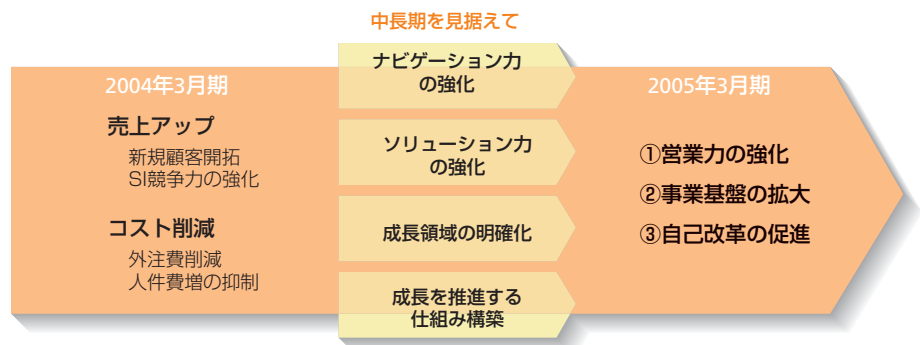 中長期を見据えて
2004年3月期
売上アップ
新規顧客開拓
SI競争力の強化
コスト削減
外注費削減
人件費増の抑制
ナビゲーション力
の強化
ソリューション力
の強化
成長領域の明確化
成長を推進する
仕組み構築
2005年3月期
①営業力の強化
②事業基盤の拡大
③自己改革の促進